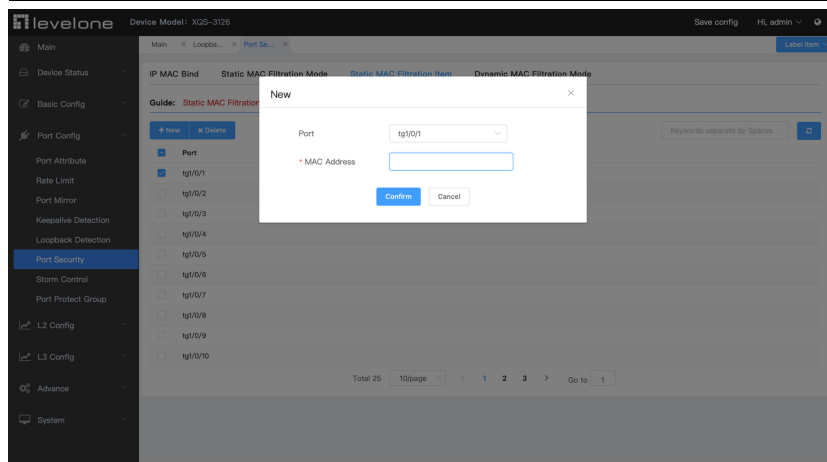 levelone Device Model: XQS-3126 Save config Hi, admin
Main
Device Status
Basic Config
Port Config
Port Attribute
Rate Limit
Port Mirror
Keepalive Detection
Loopback Detection
Port Security
Storm Control
Port Protect Group
L2 Config
L3 Config
Advance
System
Main × Loopba... × Port Se... × Label Item
IP MAC Bind Static MAC Filtration Mode Static MAC Filtration Item Dynamic MAC Filtration Mode
Guide: Static MAC Filtration
+ New × Delete Keywords separate by Spaces
Port
tg1/0/1
tg1/0/2
tg1/0/3
tg1/0/4
tg1/0/5
tg1/0/6
tg1/0/7
tg1/0/8
tg1/0/9
tg1/0/10
Total 25 10/page < 1 2 3 > Go to 1
New ×
Port tg1/0/1
* MAC Address
Confirm Cancel